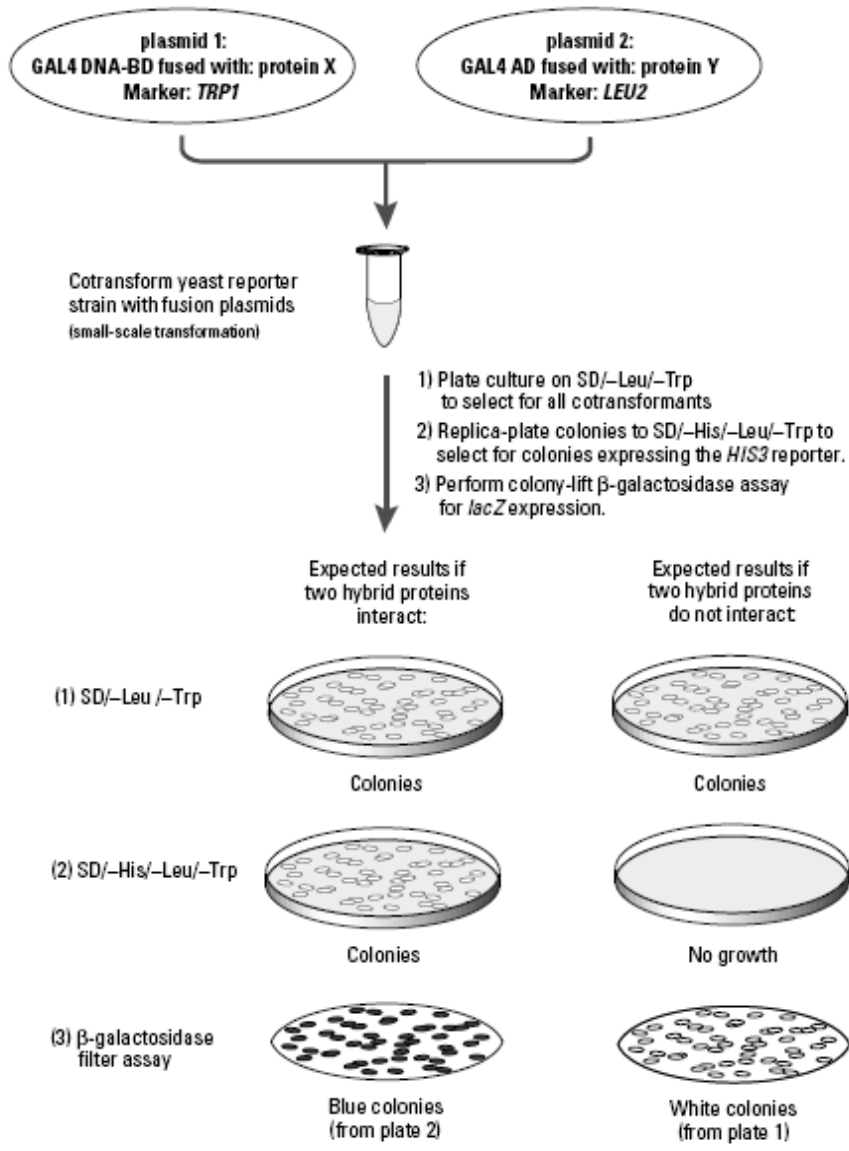 plasmid 1:
GAL4 DNA-BD fused with: protein X
Marker: TRP1
plasmid 2:
GAL4 AD fused with: protein Y
Marker: LEU2
Cotransform yeast reporter
strain with fusion plasmids
(small-scale transformation)
1) Plate culture on SD/–Leu/–Trp
to select for all cotransformants
2) Replica-plate colonies to SD/–His/–Leu/–Trp to
select for colonies expressing the HIS3 reporter.
3) Perform colony-lift β-galactosidase assay
for lacZ expression.
Expected results if
two hybrid proteins
interact:
Expected results if
two hybrid proteins
do not interact
(1) SD/–Leu /–Trp
Colonies
Colonies
(2) SD/–His/–Leu/–Trp
Colonies
No growth
(3) β-galactosidase
filter assay
Blue colonies
(from plate 2)
White colonies
(from plate 1)